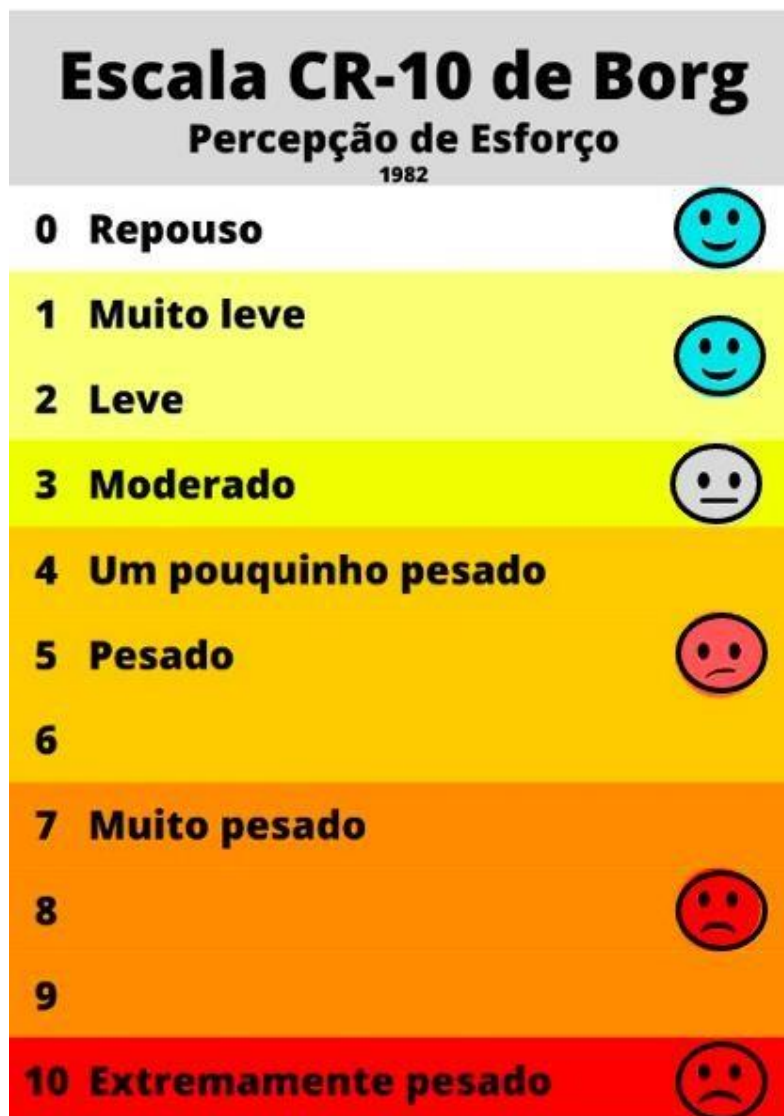 Escala CR-10 de Borg
Percepção de Esforço
1982
0 Repouso
1 Muito leve
2 Leve
3 Moderado
4 Um pouquinho pesado
5 Pesado
6
7 Muito pesado
8
9
10 Extremamente pesado